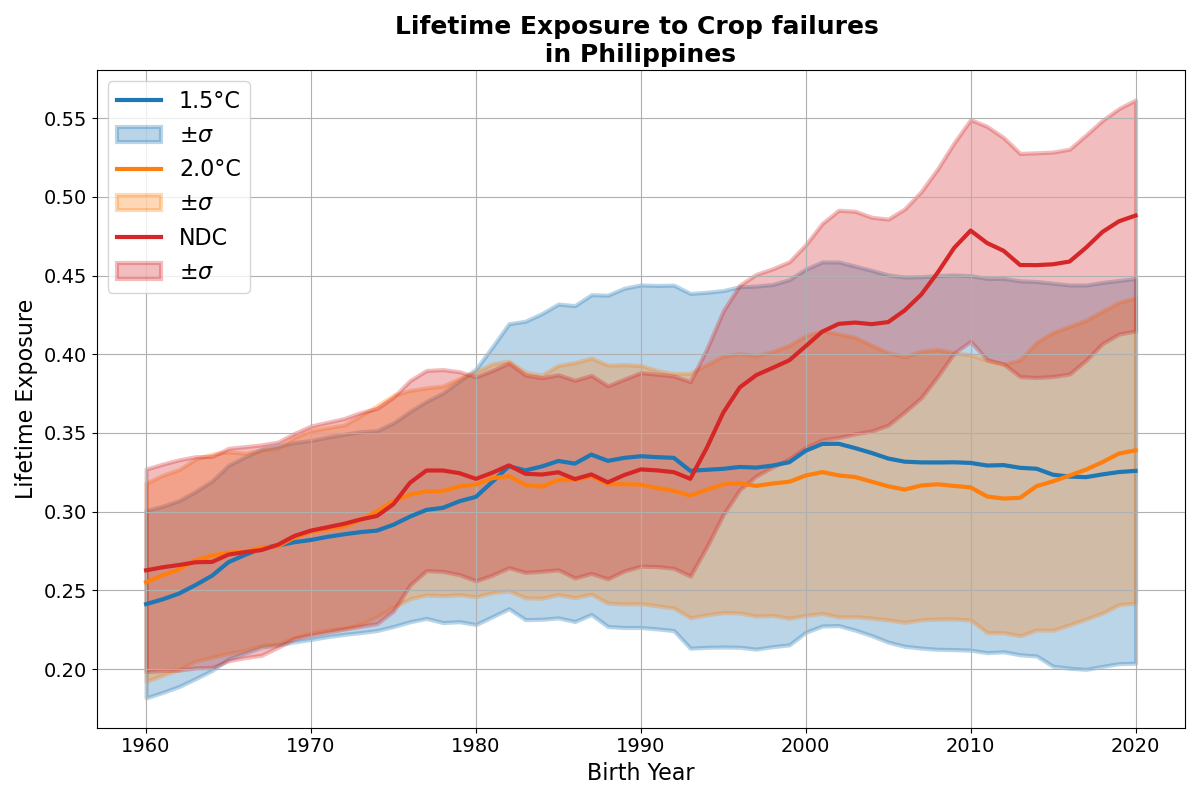 Lifetime Exposure to Crop failures
in Philippines
1.5°C
±σ
2.0°C
±σ
NDC
±σ
Lifetime Exposure
0.55
0.50
0.45
0.40
0.35
0.30
0.25
0.20
1960 1970 1980 1990 2000 2010 2020
Birth Year